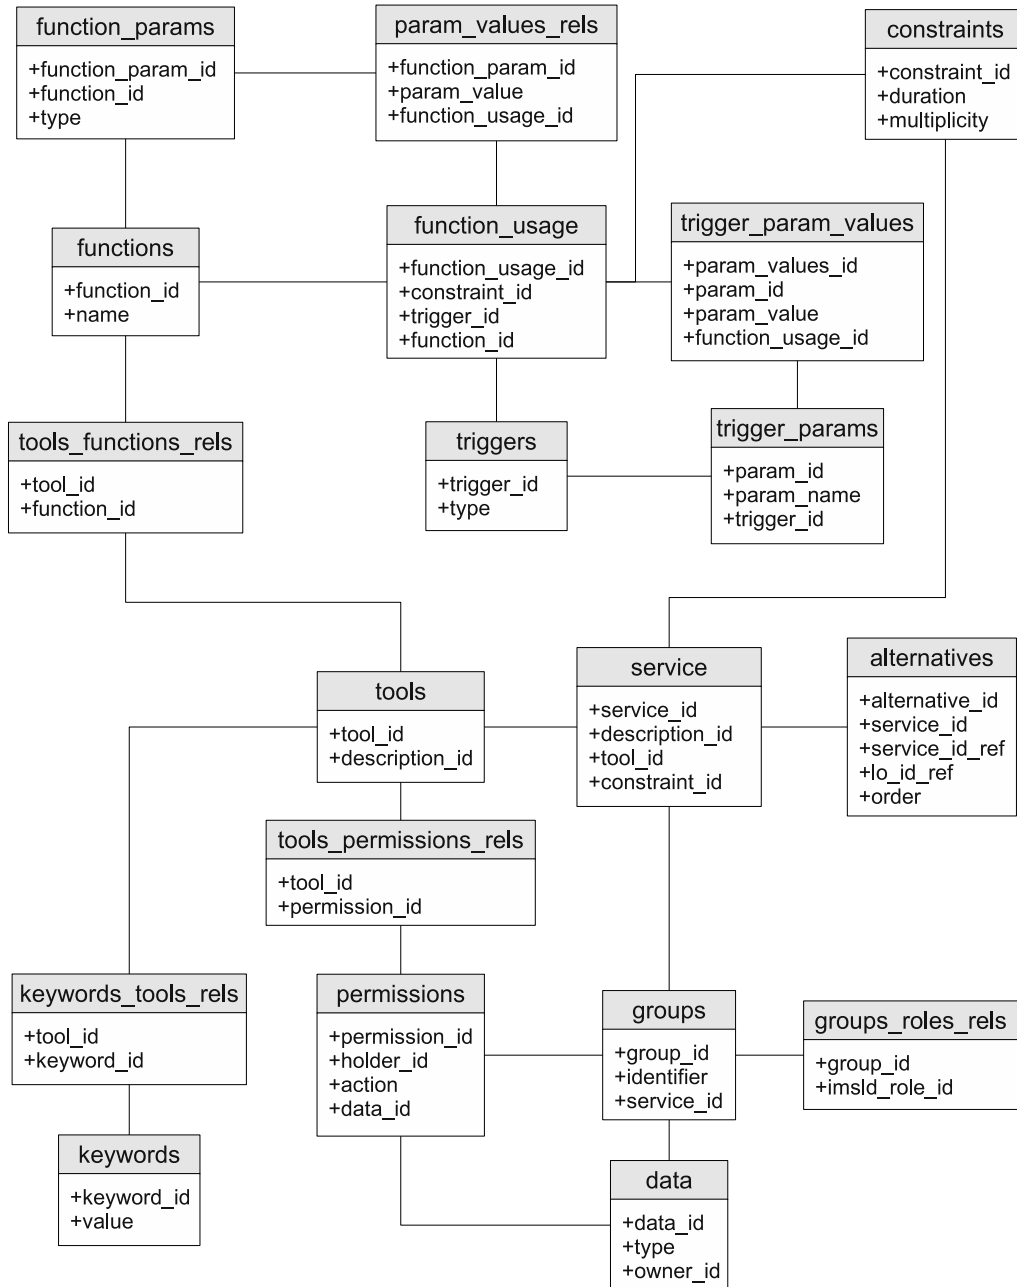 function_params
+function_param_id
+function_id
+type
param_values_rels
+function_param_id
+param_value
+function_usage_id
constraints
+constraint_id
+duration
+multiplicity
functions
+function_id
+name
function_usage
+function_usage_id
+constraint_id
+trigger_id
+function_id
trigger_param_values
+param_values_id
+param_id
+param_value
+function_usage_id
tools_functions_rels
+tool_id
+function_id
triggers
+trigger_id
+type
trigger_params
+param_id
+param_name
+trigger_id
tools
+tool_id
+description_id
service
+service_id
+description_id
+tool_id
+constraint_id
alternatives
+alternative_id
+service_id
+service_id_ref
+lo_id_ref
+order
tools_permissions_rels
+tool_id
+permission_id
keywords_tools_rels
+tool_id
+keyword_id
permissions
+permission_id
+holder_id
+action
+data_id
groups
+group_id
+identifier
+service_id
groups_roles_rels
+group_id
+imsld_role_id
keywords
+keyword_id
+value
data
+data_id
+type
+owner_id